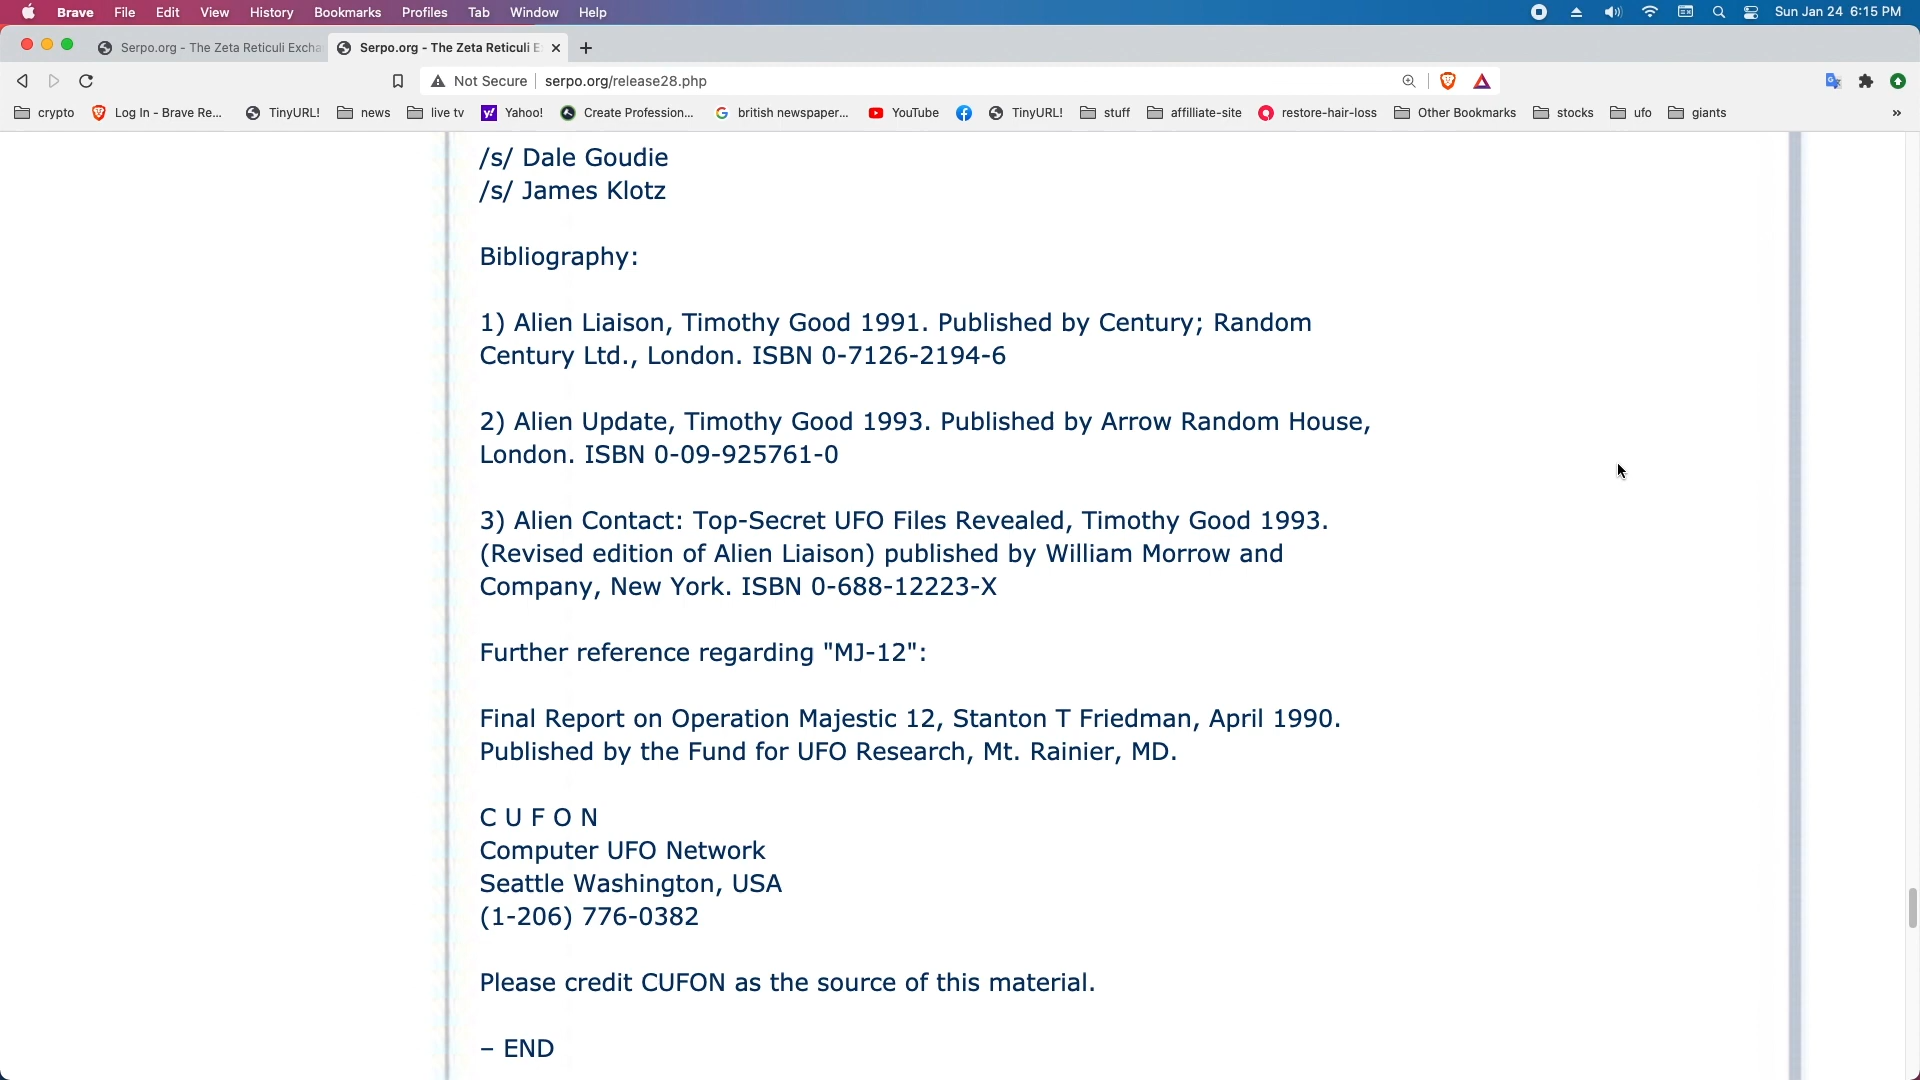 Brave File Edit View History Bookmarks Profiles Tab Window Help Sun Jan 24 6:15 PM
Serpo.org - The Zeta Reticuli Excha Serpo.org - The Zeta Reticuli E
Not Secure serpo.org/release28.php
crypto Log In - Brave Re... TinyURL! news live tv Yahoo! Create Profession... british newspaper... YouTube TinyURL! stuff affilliate-site restore-hair-loss Other Bookmarks stocks ufo giants »
/s/ Dale Goudie
/s/ James Klotz
Bibliography:
1) Alien Liaison, Timothy Good 1991. Published by Century; Random
Century Ltd., London. ISBN 0-7126-2194-6
2) Alien Update, Timothy Good 1993. Published by Arrow Random House,
London. ISBN 0-09-925761-0
3) Alien Contact: Top-Secret UFO Files Revealed, Timothy Good 1993.
(Revised edition of Alien Liaison) published by William Morrow and
Company, New York. ISBN 0-688-12223-X
Further reference regarding "MJ-12":
Final Report on Operation Majestic 12, Stanton T Friedman, April 1990.
Published by the Fund for UFO Research, Mt. Rainier, MD.
C U F O N
Computer UFO Network
Seattle Washington, USA
(1-206) 776-0382
Please credit CUFON as the source of this material.
– END